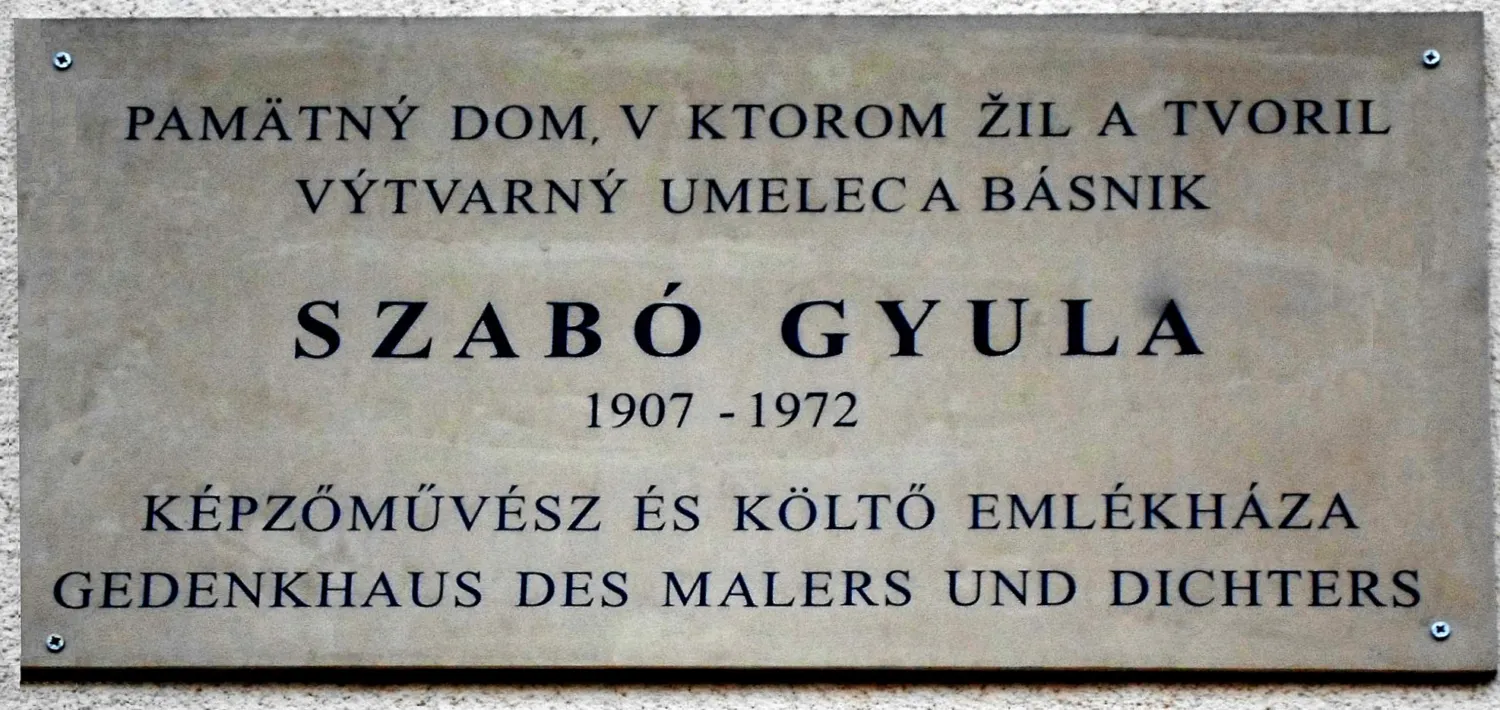 PAMÄTNÝ DOM, V KTOROM ŽIL A TVORIL
VÝTVARNÝ UMELEC A BÁSNIK
SZABÓ GYULA
1907 - 1972
KÉPZŐMŰVÉSZ ÉS KÖLTŐ EMLÉKHÁZA
GEDENKHAUS DES MALERS UND DICHTERS